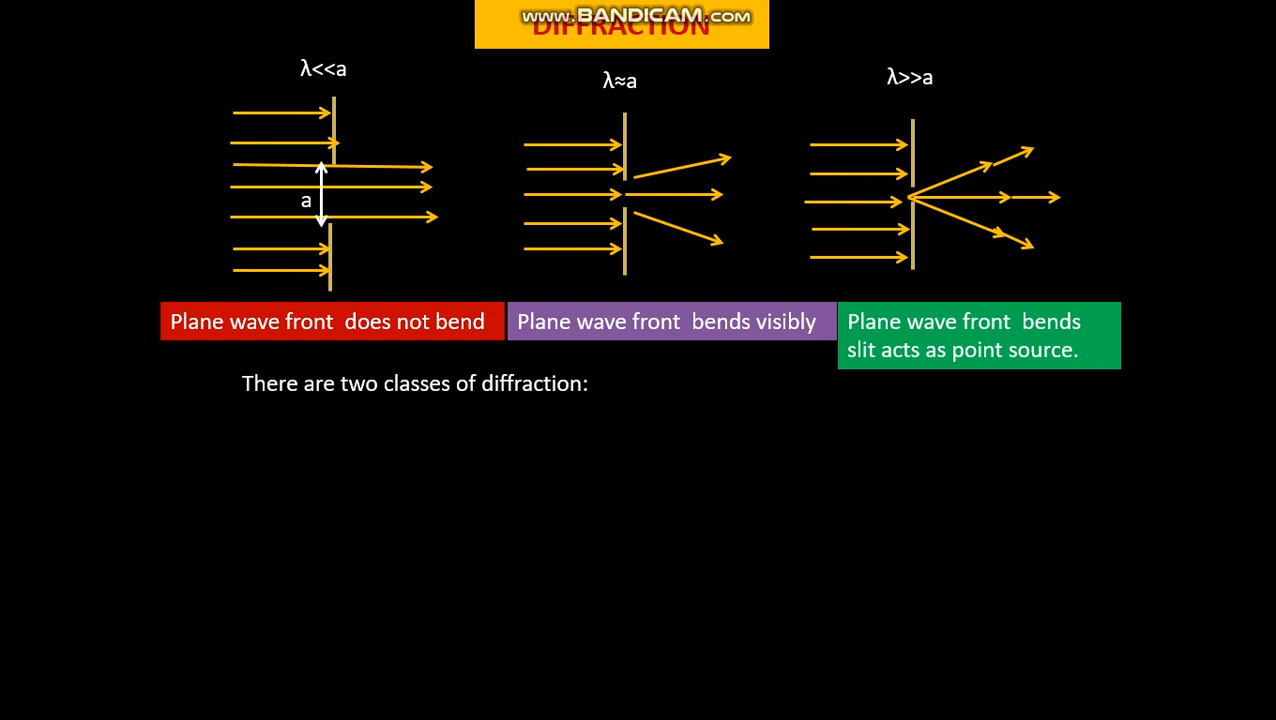 www.BANDICAM.com
DIFFRACTION
λ<<a
λ≈a
λ>>a
a
Plane wave front does not bend
Plane wave front bends visibly
Plane wave front bends
slit acts as point source.
There are two classes of diffraction: